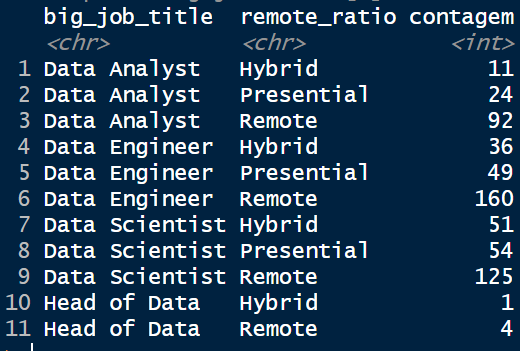 big_job_title remote_ratio contagem
<chr> <chr> <int>
1 Data Analyst Hybrid 11
2 Data Analyst Presential 24
3 Data Analyst Remote 92
4 Data Engineer Hybrid 36
5 Data Engineer Presential 49
6 Data Engineer Remote 160
7 Data Scientist Hybrid 51
8 Data Scientist Presential 54
9 Data Scientist Remote 125
10 Head of Data Hybrid 1
11 Head of Data Remote 4